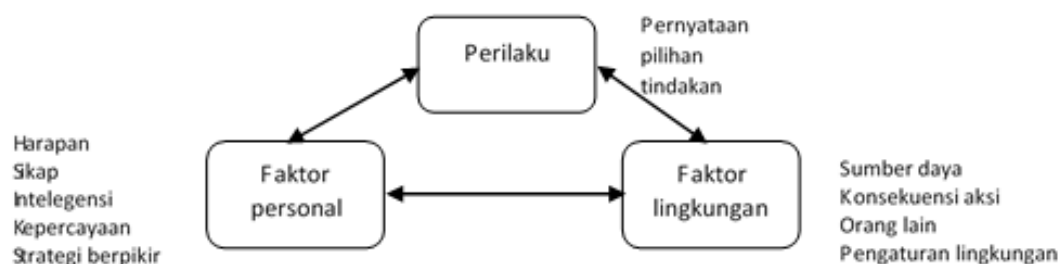 Perilaku
Pernyataan
pilihan
tindakan
Harapan
Sikap
Intelegensi
Kepercayaan
Strategi berpikir
Faktor
personal
Faktor
lingkungan
Sumber daya
Konsekuensi aksi
Orang lain
Pengaturan lingkungan